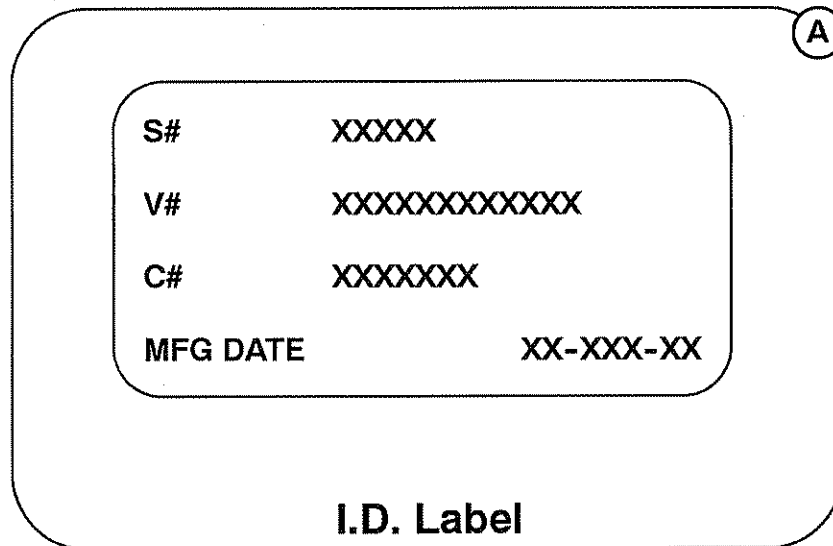 A
S# XXXXX
V# XXXXXXXXXXXX
C# XXXXXXX
MFG DATE XX-XXX-XX
I.D. Label